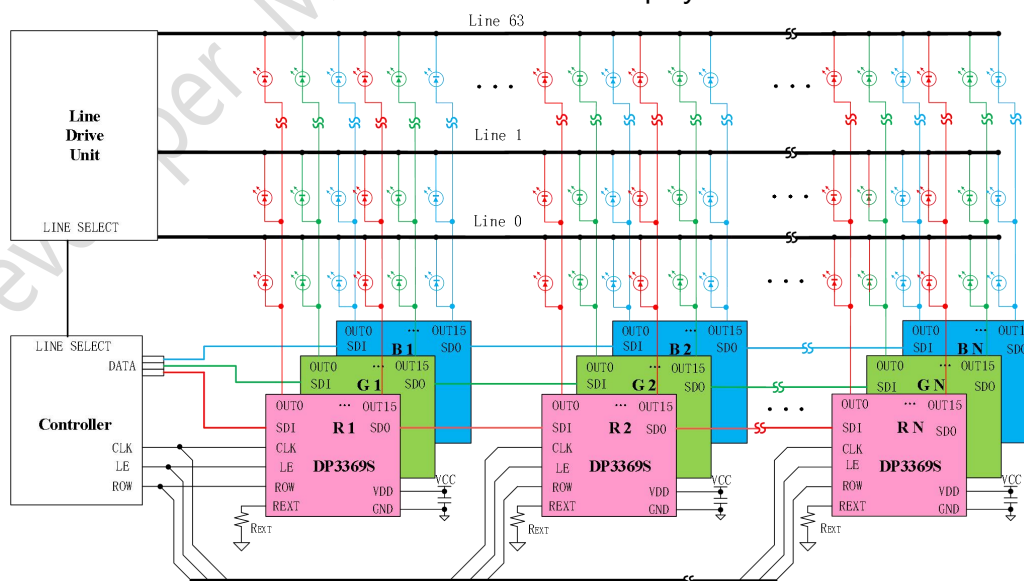 Line 63
Line
Drive
Unit
Line 1
LINE SELECT
Line 0
LINE SELECT
DATA
Controller
CLK
LE
ROW
OUT0 ... OUT15
SDI B 1 SDO
OUT0 ... OUT15
SDI G 1 SDO
OUT0 ... OUT15
SDI R 1 SDO
CLK
LE DP3369S
ROW VDD
REXT GND
VCC
REXT
OUT0 ... OUT15
SDI B 2 SDO
OUT0 ... OUT15
SDI G 2 SDO
OUT0 ... OUT15
SDI R 2 SDO
CLK
LE DP3369S
ROW VDD
REXT GND
VCC
REXT
OUT0 ... OUT1
SDI B N SDO
OUT0 ... OUT15
SDI G N SDO
OUT0 ... OUT15
SDI R N SDO
CLK
LE DP3369S
ROW VDD
REXT GND
VCC
REXT